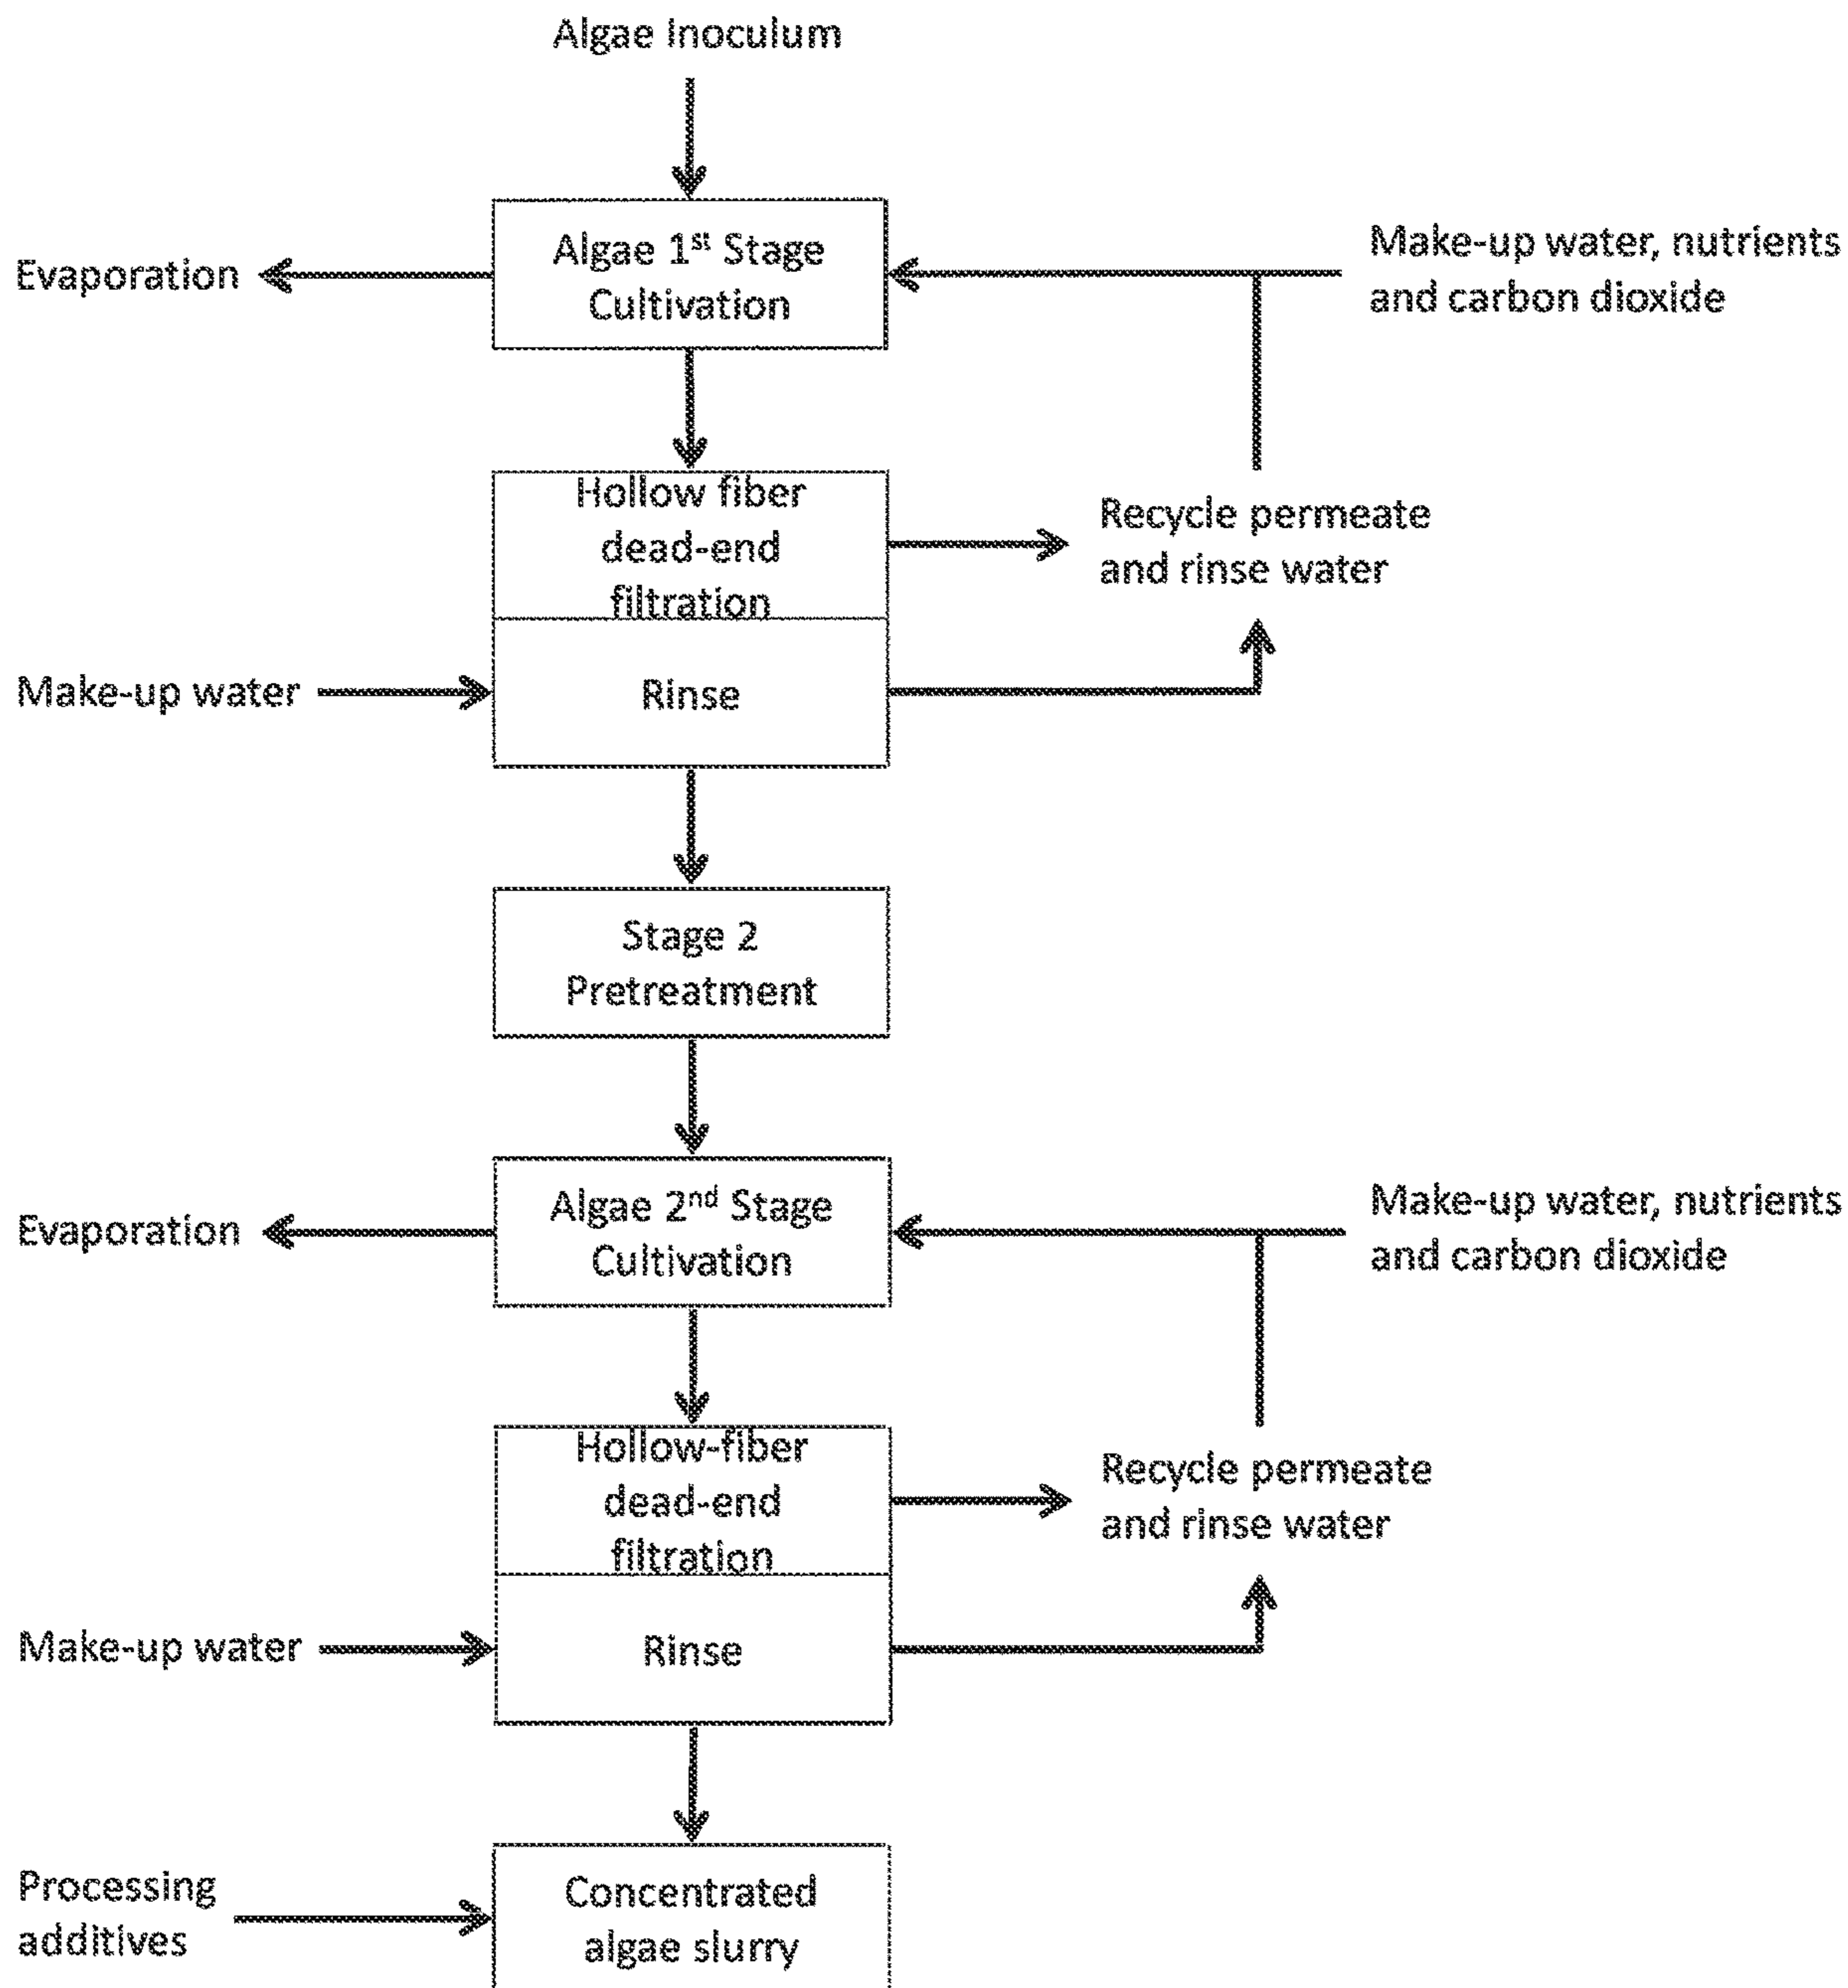 Algae Inoculum
Algae 1st Stage
Cultivation
Evaporation
Make-up water, nutrients
and carbon dioxide
Hollow fiber
dead-end
filtration
Recycle permeate
and rinse water
Make-up water
Rinse
Stage 2
Pretreatment
Algae 2nd Stage
Cultivation
Evaporation
Make-up water, nutrients
and carbon dioxide
Hollow-fiber
dead-end
filtration
Recycle permeate
and rinse water
Make-up water
Rinse
Processing
additives
Concentrated
algae slurry